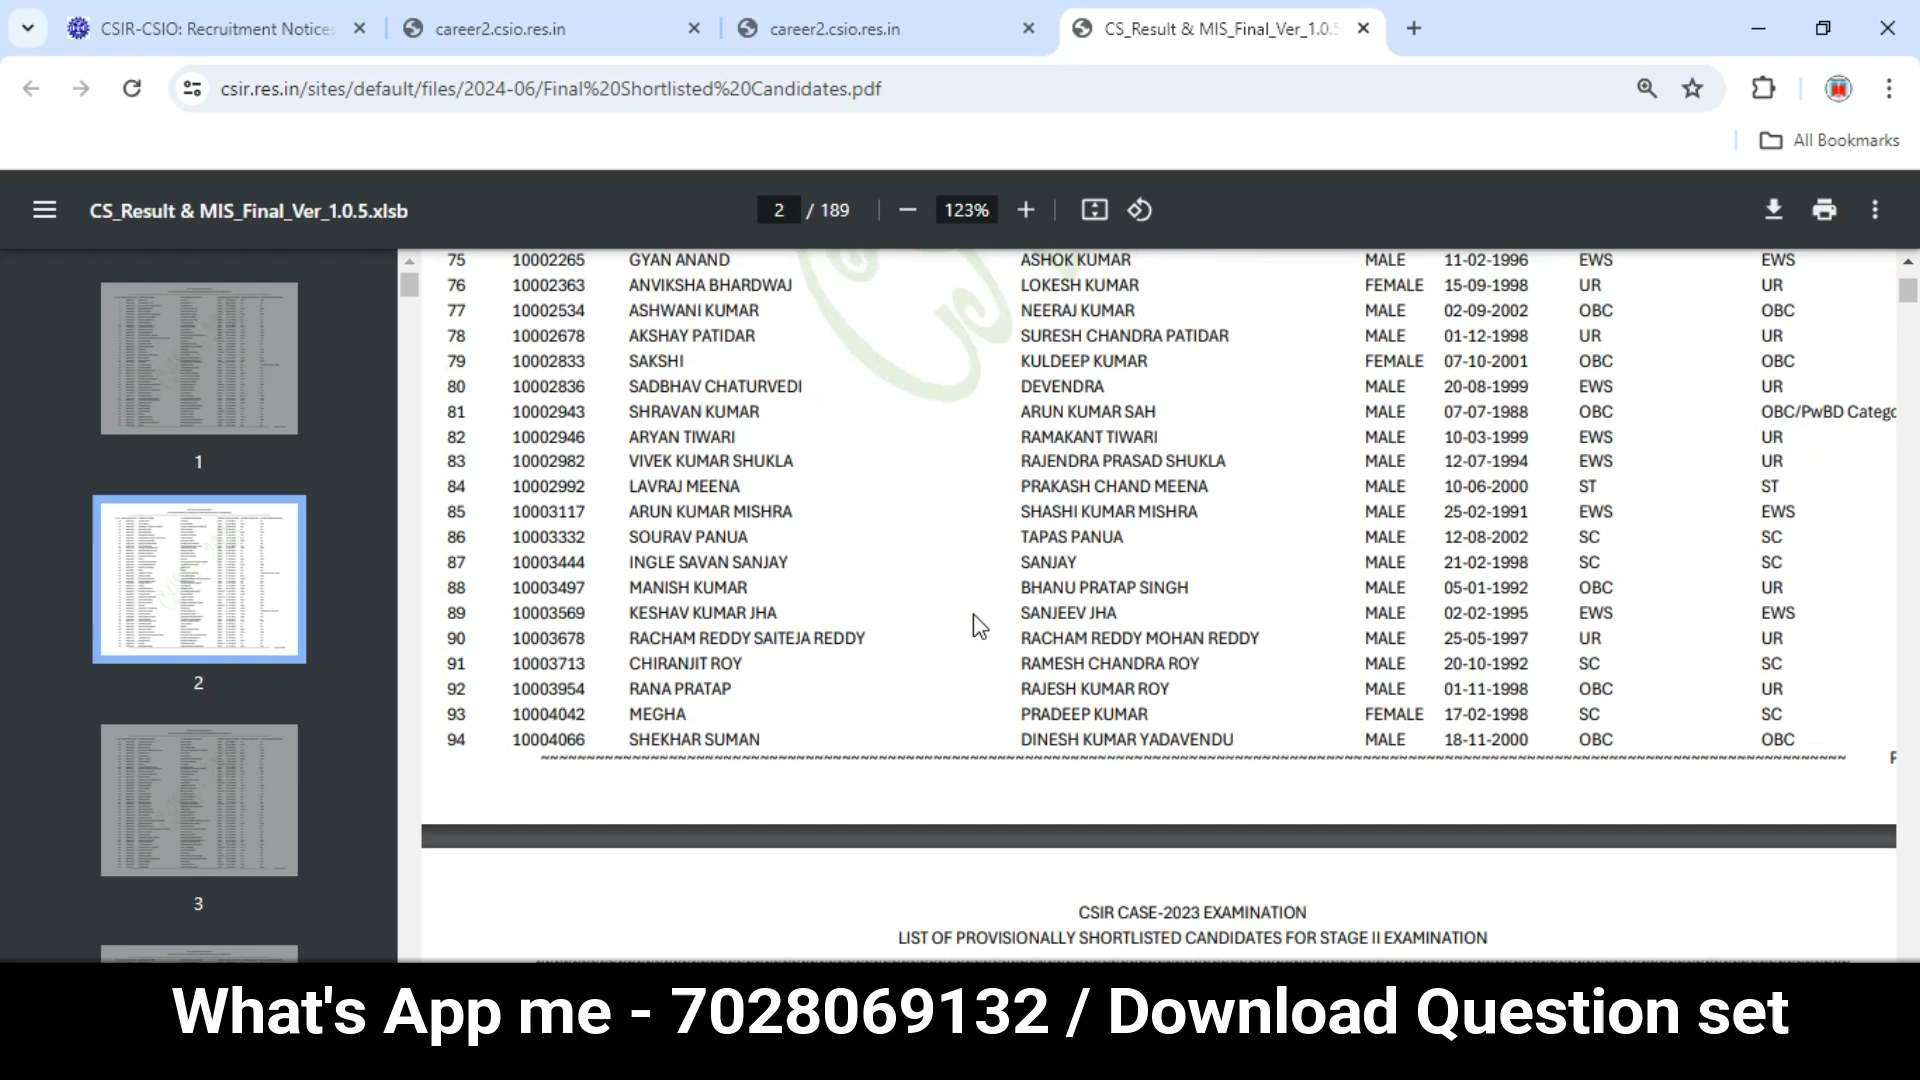 CSIR-CSIO: Recruitment Notices
career2.csio.res.in
career2.csio.res.in
CS_Result & MIS_Final_Ver_1.0.5
csir.res.in/sites/default/files/2024-06/Final%20Shortlisted%20Candidates.pdf
All Bookmarks
CS_Result & MIS_Final_Ver_1.0.5.xlsb
2 / 189
123%
75 10002265 GYAN ANAND ASHOK KUMAR MALE 11-02-1996 EWS EWS
76 10002363 ANVIKSHA BHARDWAJ LOKESH KUMAR FEMALE 15-09-1998 UR UR
77 10002534 ASHWANI KUMAR NEERAJ KUMAR MALE 02-09-2002 OBC OBC
78 10002678 AKSHAY PATIDAR SURESH CHANDRA PATIDAR MALE 01-12-1998 UR UR
79 10002833 SAKSHI KULDEEP KUMAR FEMALE 07-10-2001 OBC OBC
80 10002836 SADBHAV CHATURVEDI DEVENDRA MALE 20-08-1999 EWS UR
81 10002943 SHRAVAN KUMAR ARUN KUMAR SAH MALE 07-07-1988 OBC OBC/PwBD Catego
82 10002946 ARYAN TIWARI RAMAKANT TIWARI MALE 10-03-1999 EWS UR
83 10002982 VIVEK KUMAR SHUKLA RAJENDRA PRASAD SHUKLA MALE 12-07-1994 EWS UR
84 10002992 LAVRAJ MEENA PRAKASH CHAND MEENA MALE 10-06-2000 ST ST
85 10003117 ARUN KUMAR MISHRA SHASHI KUMAR MISHRA MALE 25-02-1991 EWS EWS
86 10003332 SOURAV PANUA TAPAS PANUA MALE 12-08-2002 SC SC
87 10003444 INGLE SAVAN SANJAY SANJAY MALE 21-02-1998 SC SC
88 10003497 MANISH KUMAR BHANU PRATAP SINGH MALE 05-01-1992 OBC UR
89 10003569 KESHAV KUMAR JHA SANJEEV JHA MALE 02-02-1995 EWS EWS
90 10003678 RACHAM REDDY SAITEJA REDDY RACHAM REDDY MOHAN REDDY MALE 25-05-1997 UR UR
91 10003713 CHIRANJIT ROY RAMESH CHANDRA ROY MALE 20-10-1992 SC SC
92 10003954 RANA PRATAP RAJESH KUMAR ROY MALE 01-11-1998 OBC UR
93 10004042 MEGHA PRADEEP KUMAR FEMALE 17-02-1998 SC SC
94 10004066 SHEKHAR SUMAN DINESH KUMAR YADAVENDU MALE 18-11-2000 OBC OBC
CSIR CASE-2023 EXAMINATION
LIST OF PROVISIONALLY SHORTLISTED CANDIDATES FOR STAGE II EXAMINATION
1
2
3
What's App me - 7028069132 / Download Question set